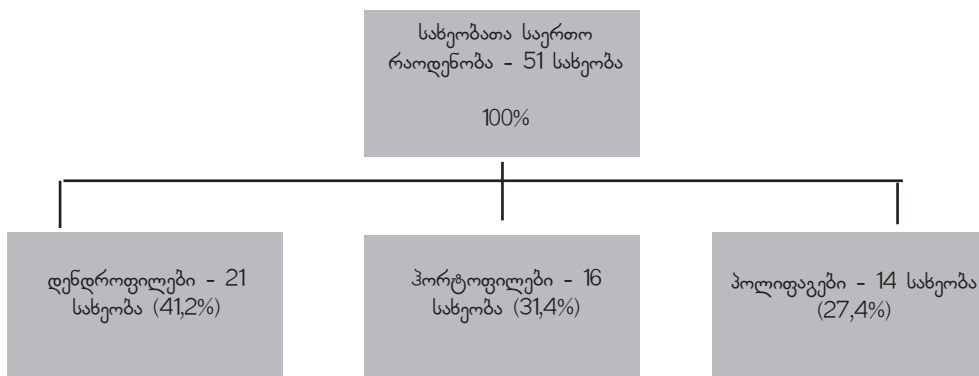 სახეობათა საერთო
რაოდენობა - 51 სახეობა
100%
დენდროფილები - 21
სახეობა (41,2%)
ჰორტოფილები - 16
სახეობა (31,4%)
პოლიფაგები - 14 სახეობა
(27,4%)